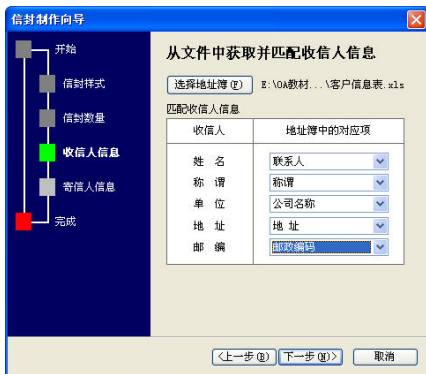 信封制作向导
开始
信封样式
信封数量
收信人信息
寄信人信息
完成
从文件中获取并匹配收信人信息
选择地址簿(F) E:\OA教材...\客户信息表.xls
匹配收信人信息
收信人 地址簿中的对应项
姓 名 联系人
称 谓 称谓
单 位 公司名称
地 址 地 址
邮 编 邮政编码
<上一步(B) 下一步(N)> 取消